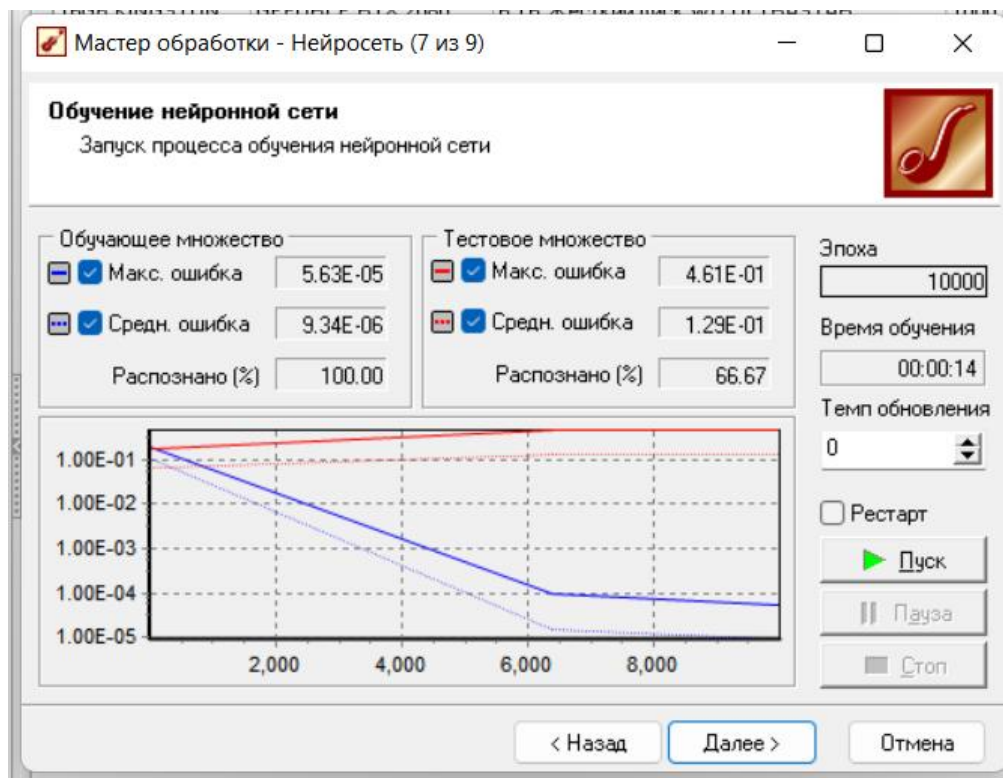 Мастер обработки - Нейросеть (7 из 9)
Обучение нейронной сети
Запуск процесса обучения нейронной сети
Обучающее множество
Макс. ошибка 5.63E-05
Средн. ошибка 9.34E-06
Распознано (%) 100.00
Тестовое множество
Макс. ошибка 4.61E-01
Средн. ошибка 1.29E-01
Распознано (%) 66.67
Эпоха
10000
Время обучения
00:00:14
Темп обновления
0
Рестарт
Пуск
Пауза
Стоп
1.00E-01
1.00E-02
1.00E-03
1.00E-04
1.00E-05
2,000 4,000 6,000 8,000
< Назад Далее > Отмена